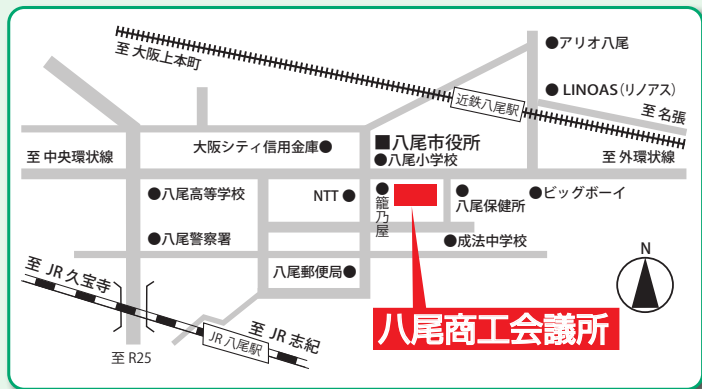 至 大阪上本町
●アリオ八尾
● LINOAS(リノアス)
近鉄八尾駅
至 名張
大阪シティ信用金庫●
■八尾市役所
●八尾小学校
至 中央環状線
至 外環状線
●八尾高等学校
NTT ●
●籠乃屋
●八尾保健所
●ビッグボーイ
●八尾警察署
●成法中学校
N
至 JR 久宝寺
八尾郵便局●
八尾商工会議所
JR 八尾駅
至 JR 志紀
至 R25